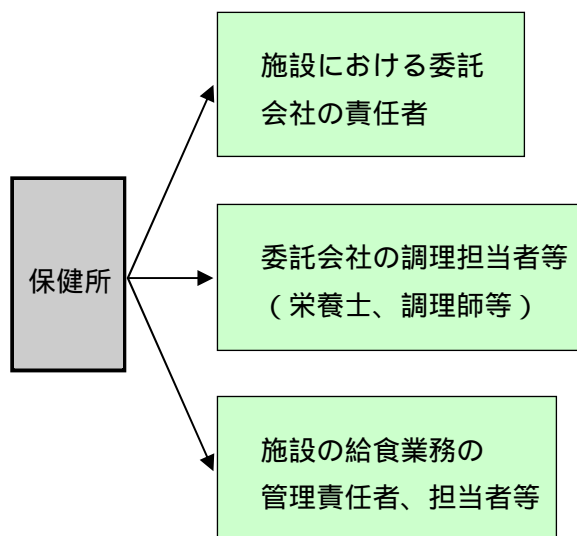 施設における委託
会社の責任者
保健所
委託会社の調理担当者等
（栄養士、調理師等）
施設の給食業務の
管理責任者、担当者等